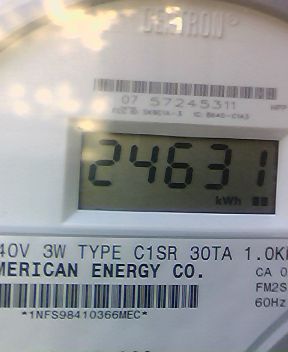 CENTRON®
07 57245311
24631
kWh
40V 3W TYPE C1SR 30TA 1.0K
MERICAN ENERGY CO.
CA 0
FM2S
60Hz
*1NFS98410366MEC*